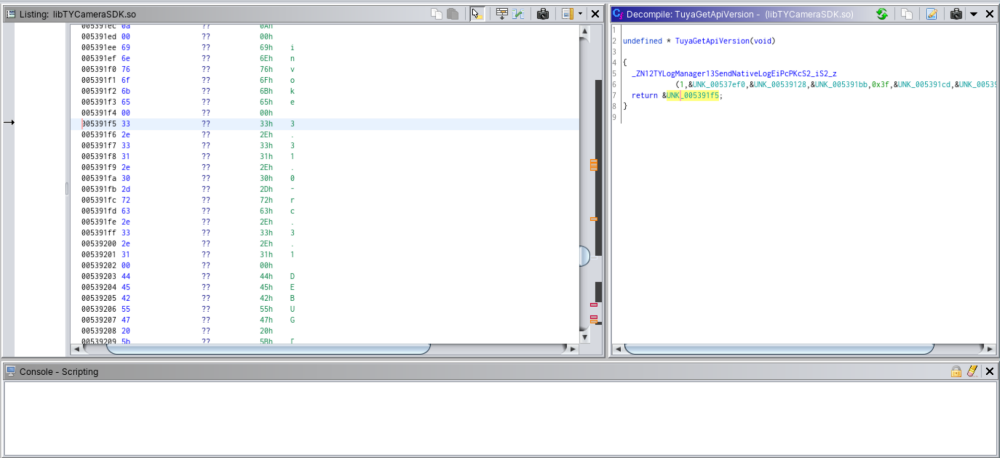 Listing: libTYCameraSDK.so
005391ec 0a ?? 0Ah
005391ed 00 ?? 00h
005391ee 69 ?? 69h i
005391ef 6e ?? 6Eh n
005391f0 76 ?? 76h v
005391f1 6f ?? 6Fh o
005391f2 6b ?? 6Bh k
005391f3 65 ?? 65h e
005391f4 00 ?? 00h
005391f5 33 ?? 33h 3
005391f6 2e ?? 2Eh .
005391f7 33 ?? 33h 3
005391f8 31 ?? 31h 1
005391f9 2e ?? 2Eh .
005391fa 30 ?? 30h 0
005391fb 2d ?? 2Dh -
005391fc 72 ?? 72h r
005391fd 63 ?? 63h c
005391fe 2e ?? 2Eh .
005391ff 33 ?? 33h 3
00539200 2e ?? 2Eh .
00539201 31 ?? 31h 1
00539202 00 ?? 00h
00539203 44 ?? 44h D
00539204 45 ?? 45h E
00539205 42 ?? 42h B
00539206 55 ?? 55h U
00539207 47 ?? 47h G
00539208 20 ?? 20h
00539209 5b ?? 5Bh [
Decompile: TuyaGetApiVersion - (libTYCameraSDK.so)
1
2 undefined * TuyaGetApiVersion(void)
3
4 {
5 _ZN12TYLogManager13SendNativeLogEiPcPKcS2_iS2_z
6 (1,&UNK_00537ef0,&UNK_00539128,&UNK_005391bb,0x3f,&UNK_005391cd,&UNK_00539
7 return &UNK_005391f5;
8 }
9
Console - Scripting